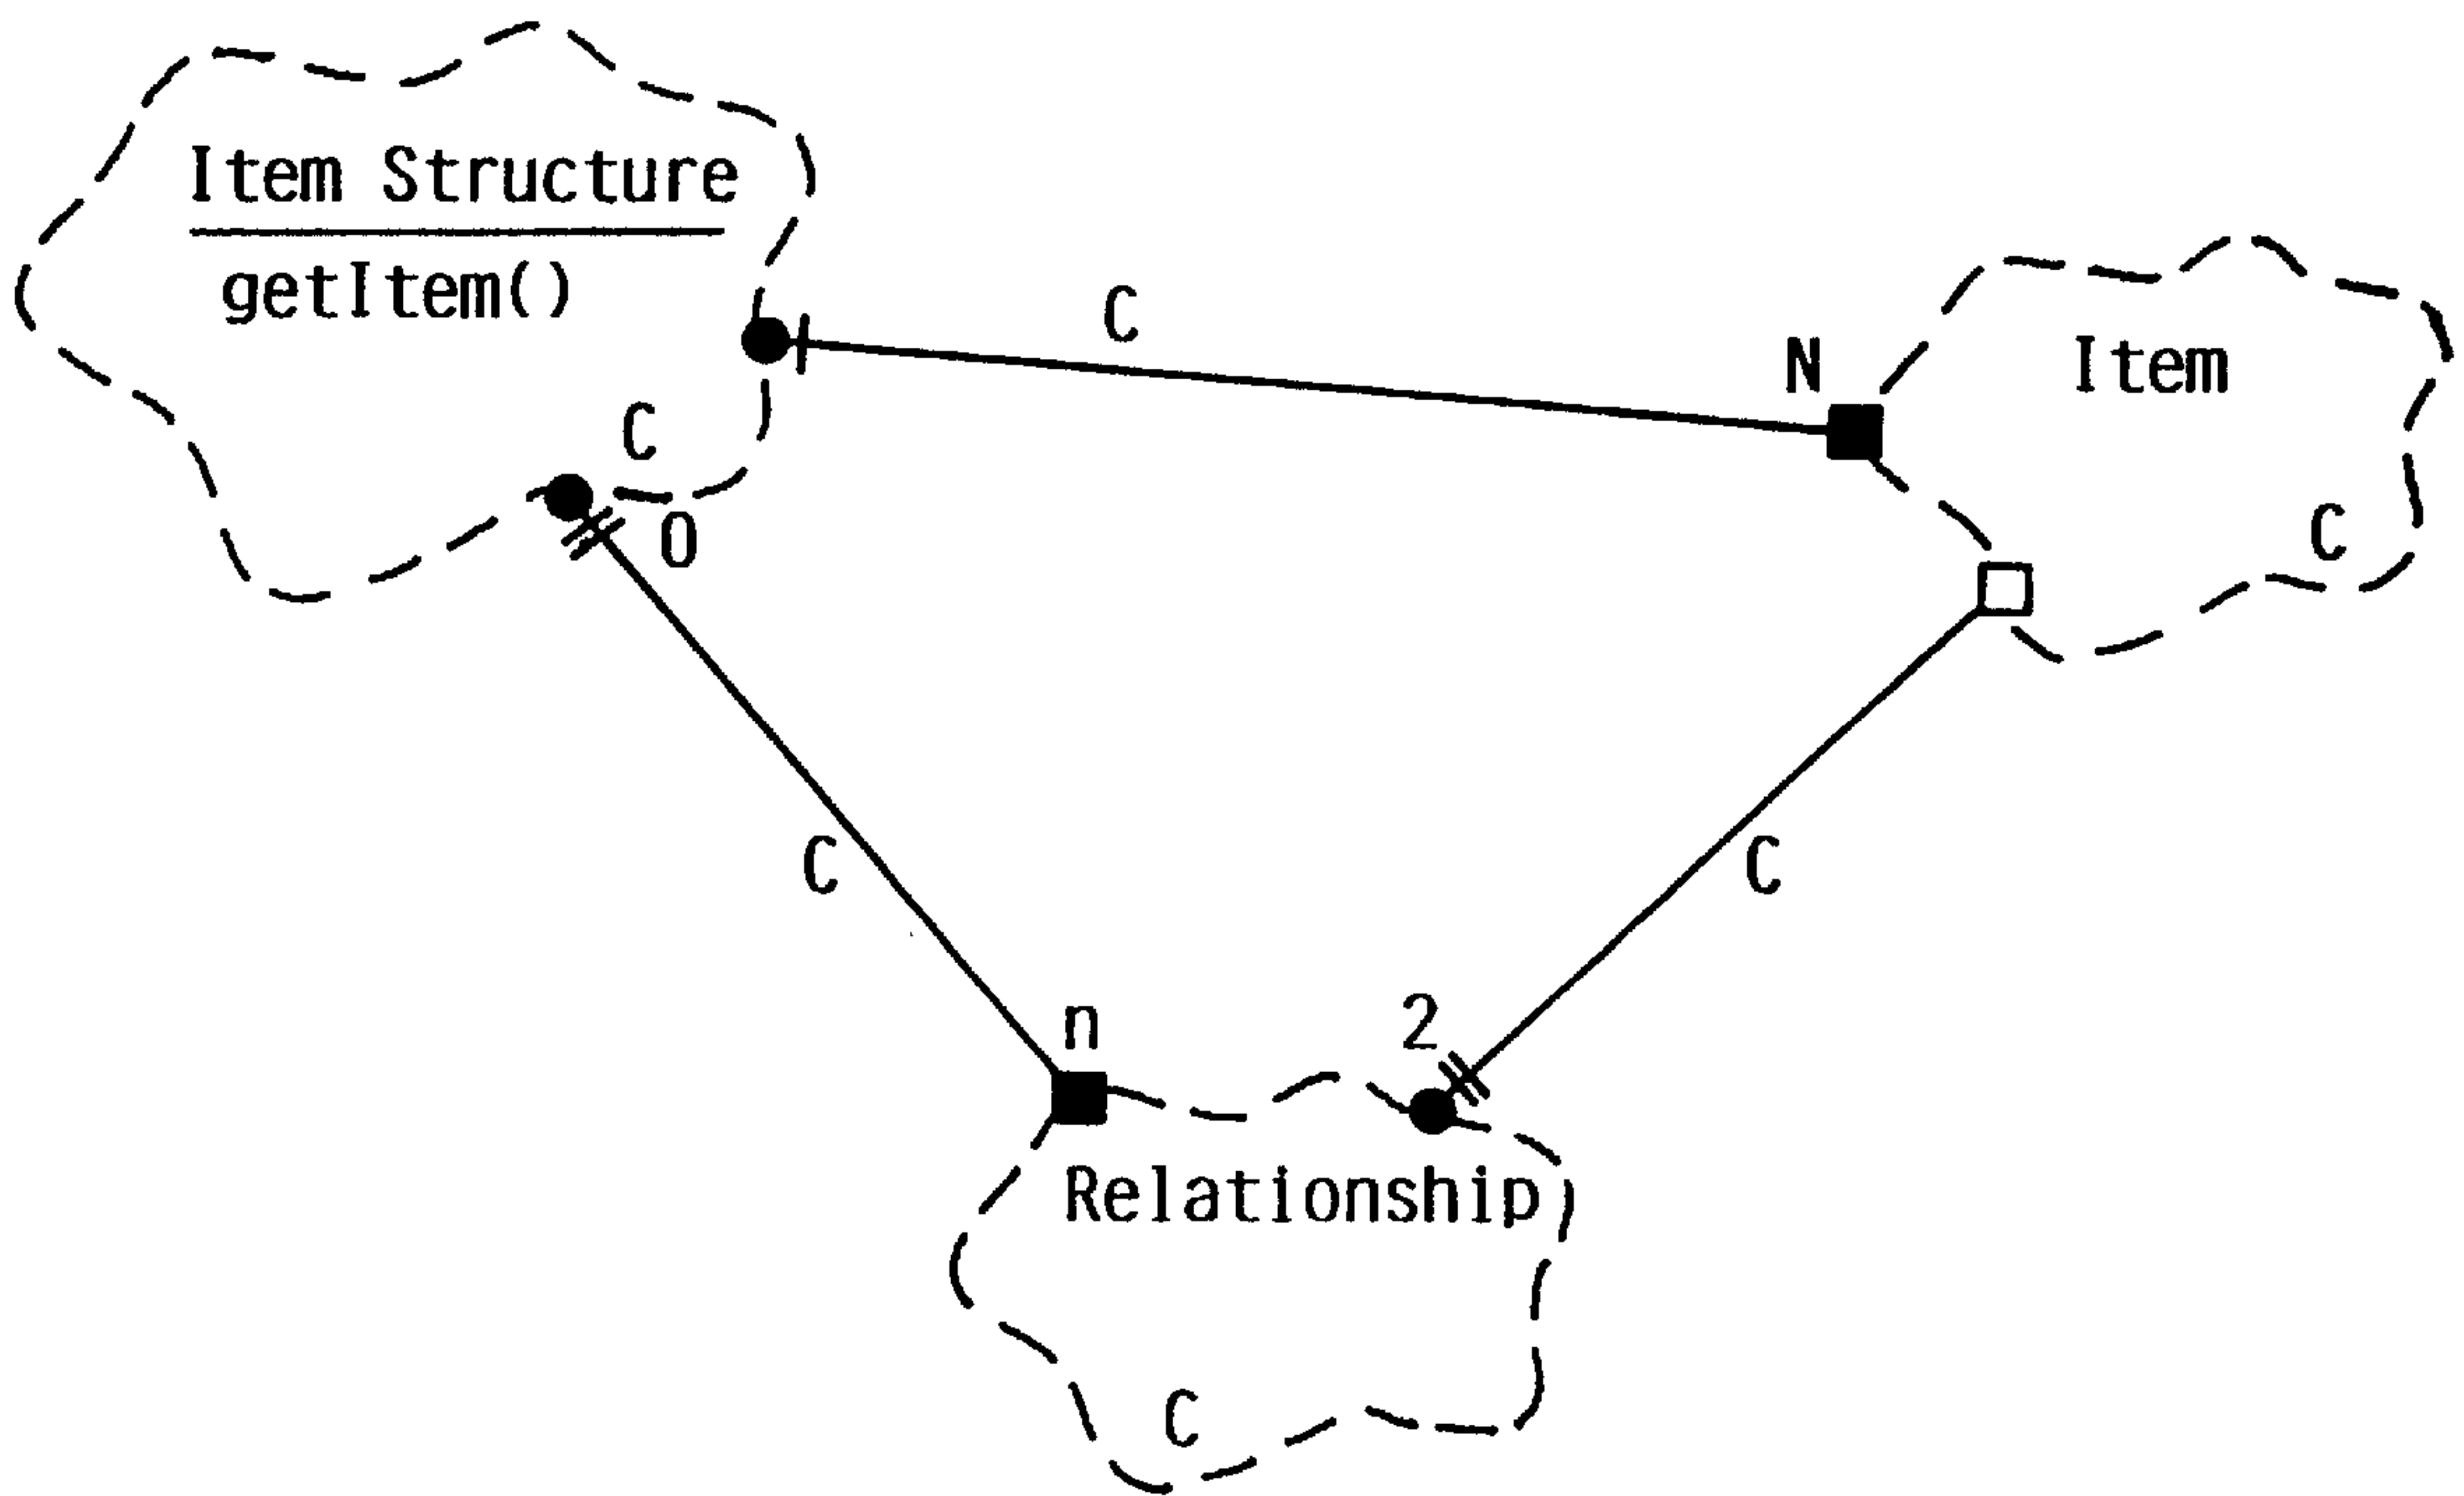 Item Structure
getItem()
C
N
Item
C
0
C
C
C
n
2
Relationship
C